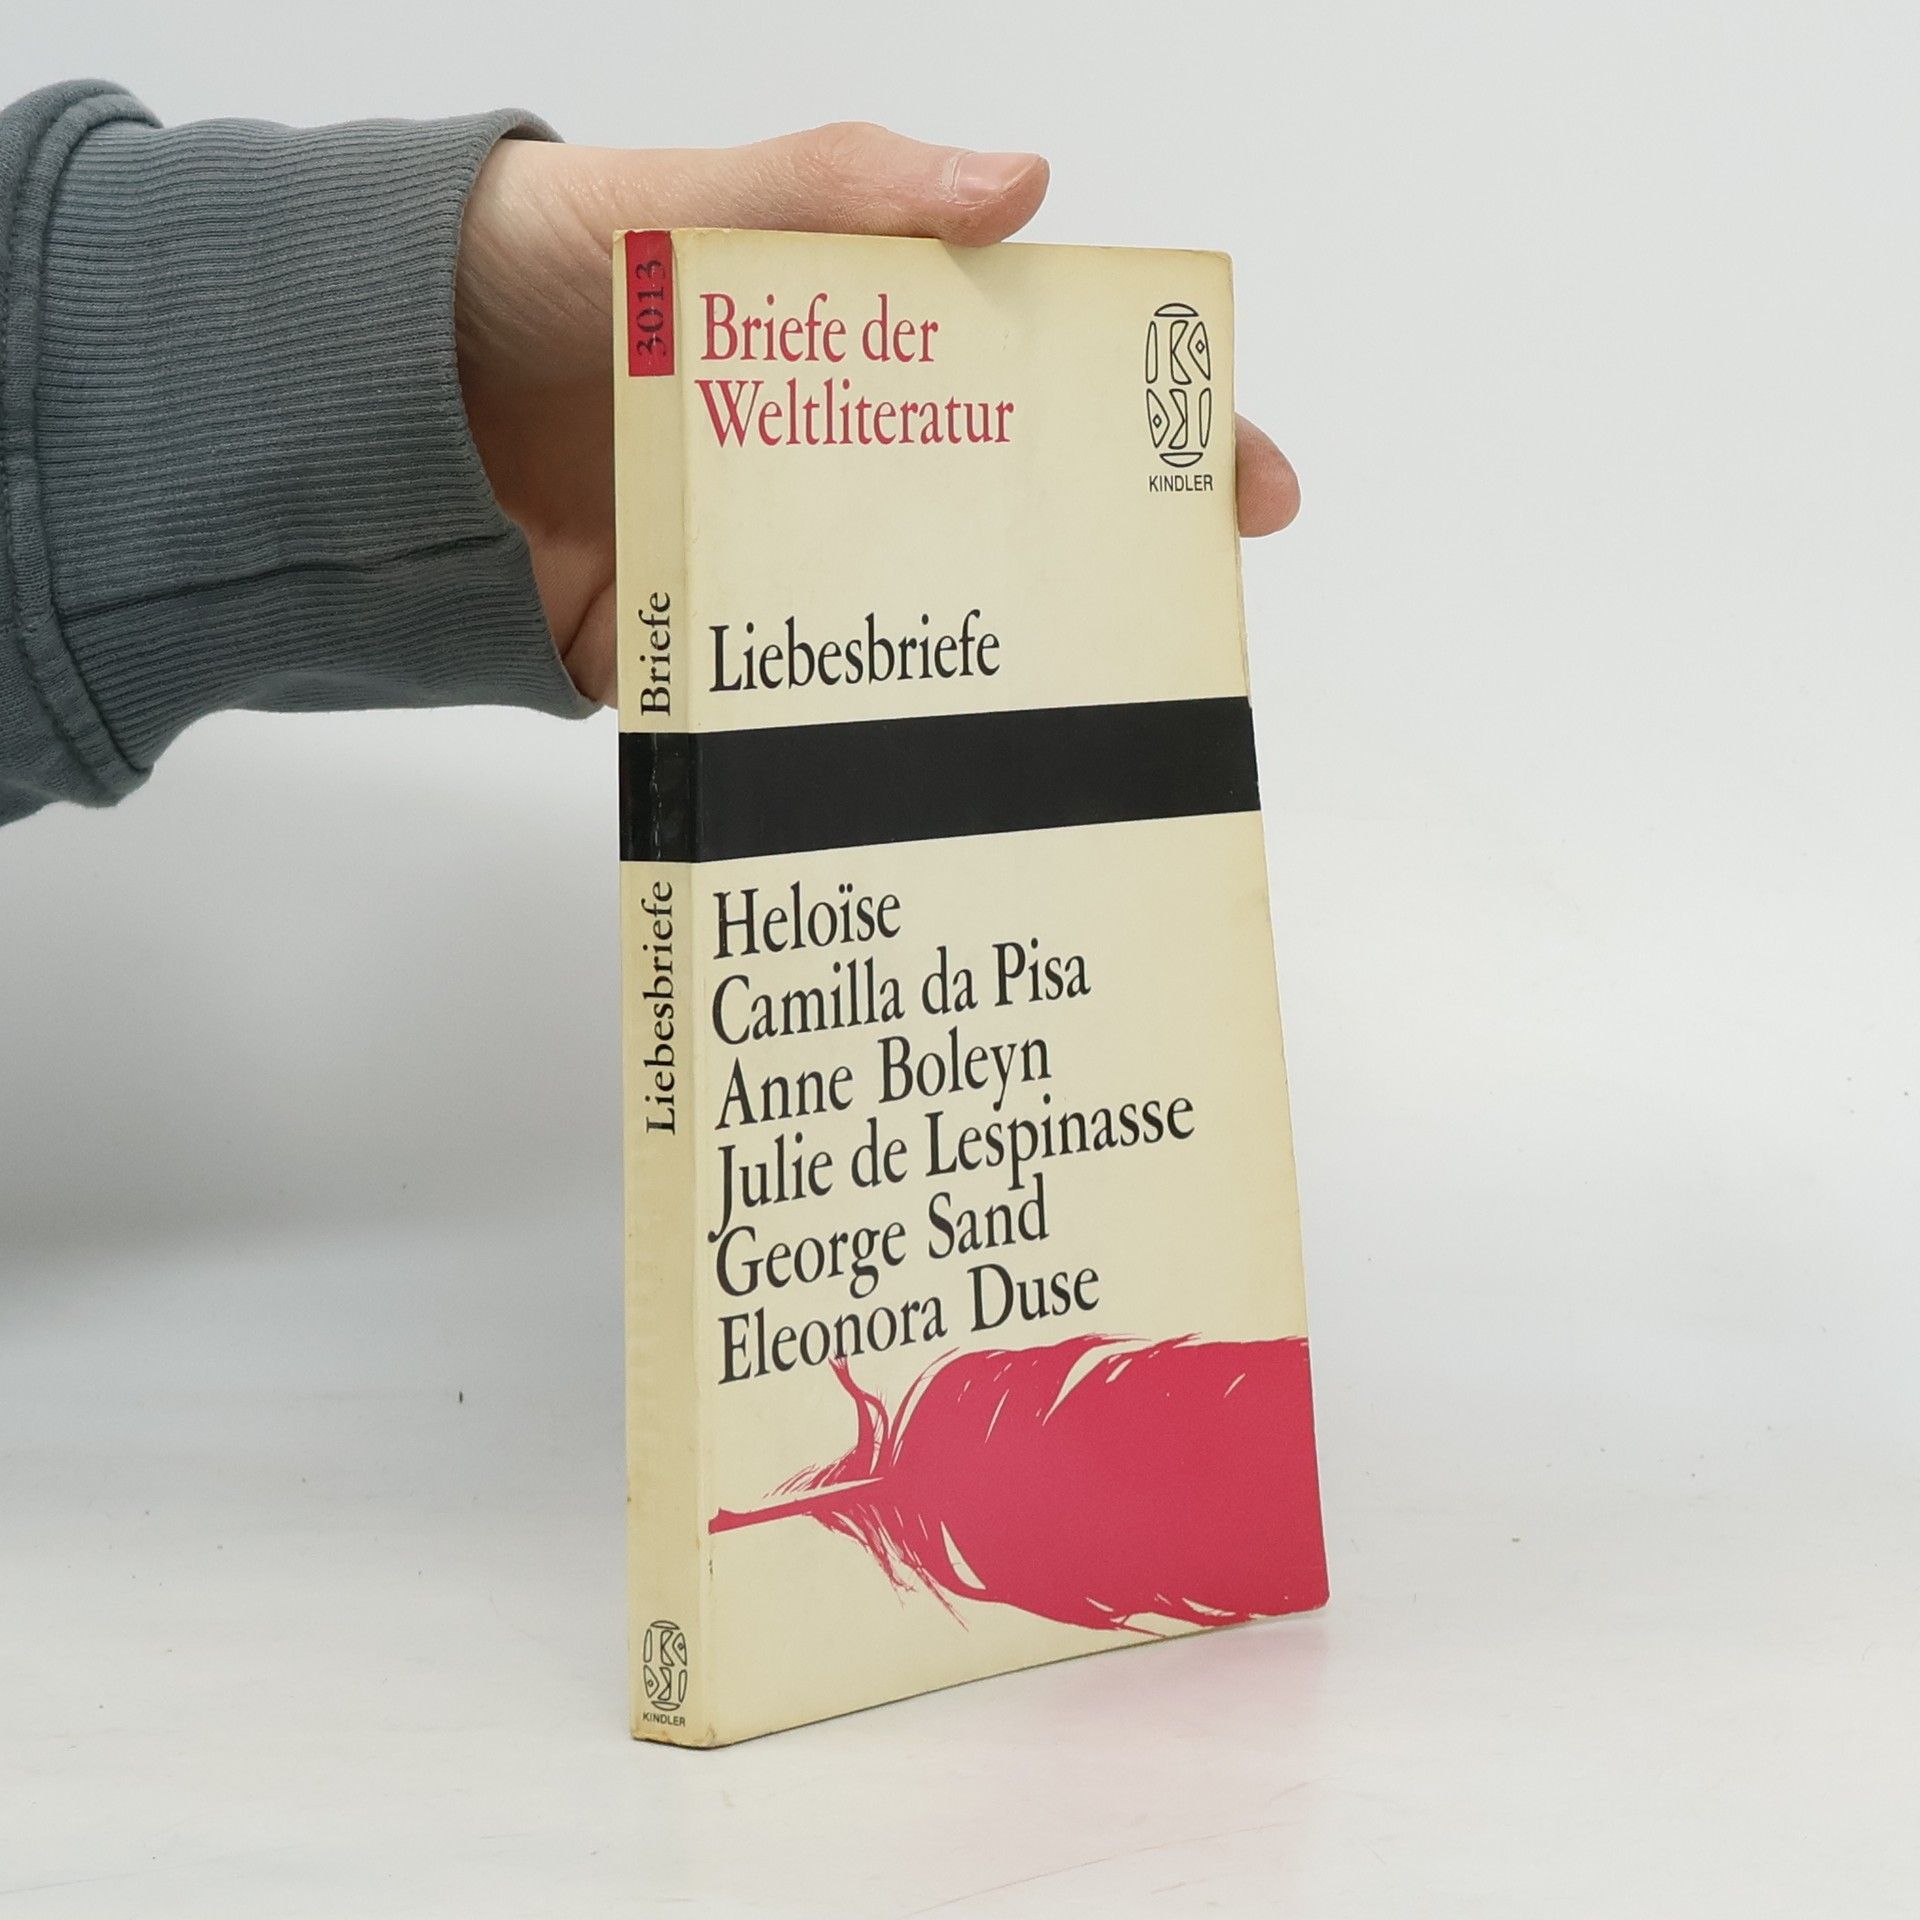 3013
Briefe
Liebesbriefe
KINDLER
Briefe der
Weltliteratur
KINDLER
Liebesbriefe
Heloïse
Camilla da Pisa
Anne Boleyn
Julie de Lespinasse
George Sand
Eleonora Duse